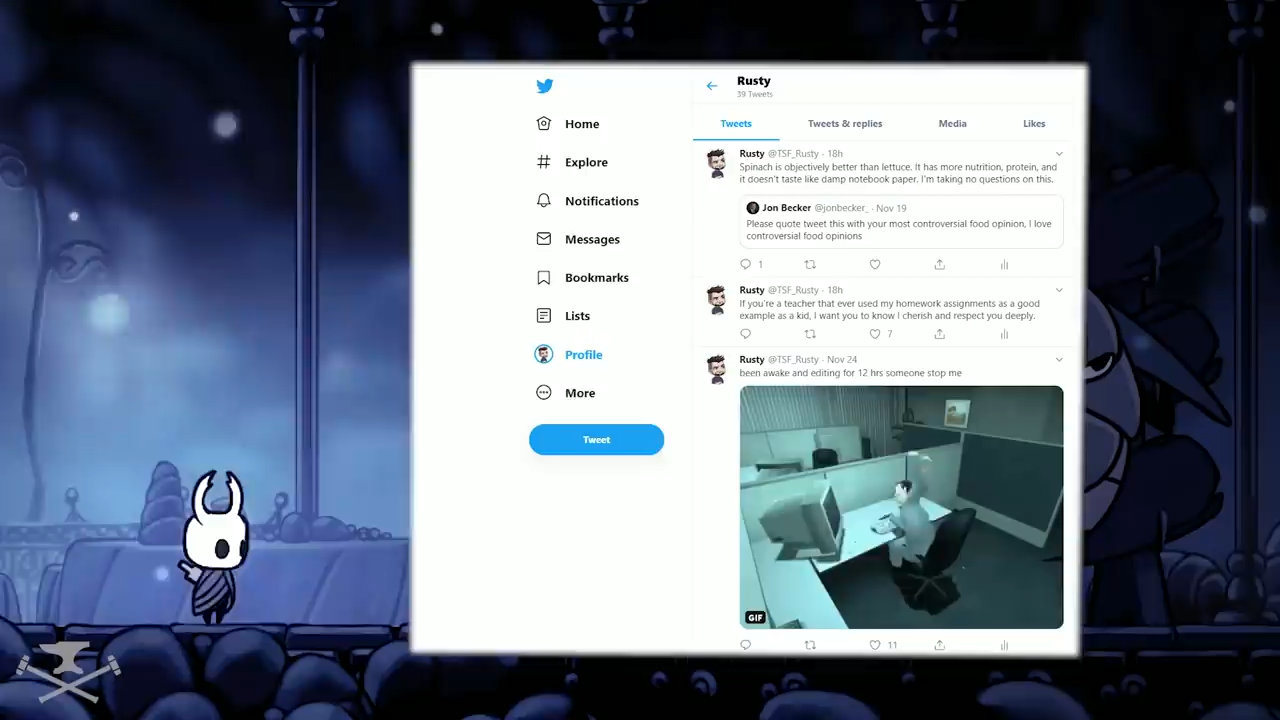 Home
Explore
Notifications
Messages
Bookmarks
Lists
Profile
More
Tweet
Rusty
39 Tweets
Tweets
Tweets & replies
Media
Likes
Rusty @TSF_Rusty · 18h
Spinach is objectively better than lettuce. It has more nutrition, protein, and
it doesn't taste like damp notebook paper. I'm taking no questions on this.
Jon Becker @jonbecker_ · Nov 19
Please quote tweet this with your most controversial food opinion, I love
controversial food opinions
1
Rusty @TSF_Rusty · 18h
If you're a teacher that ever used my homework assignments as a good
example as a kid, I want you to know I cherish and respect you deeply.
7
Rusty @TSF_Rusty · Nov 24
been awake and editing for 12 hrs someone stop me
GIF
11